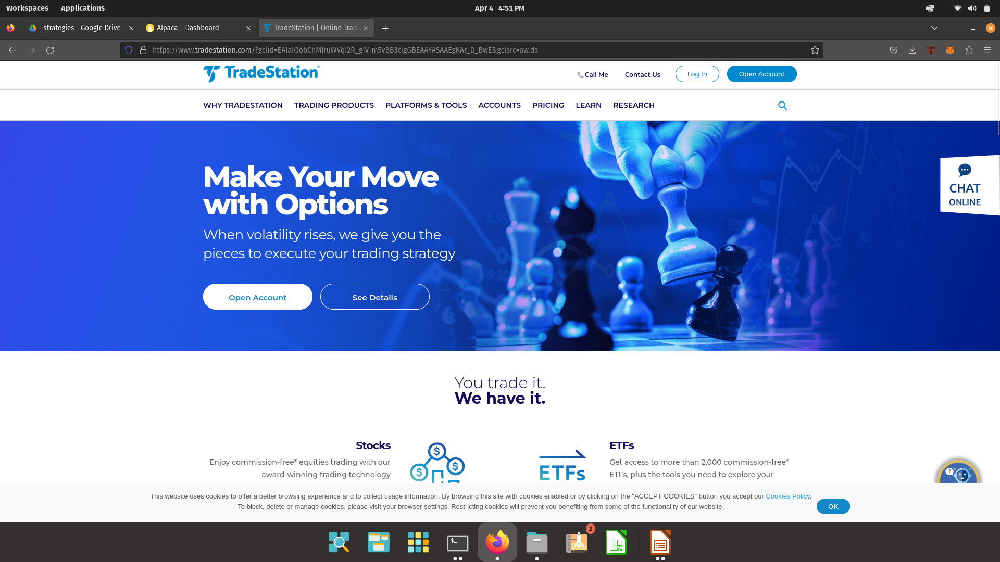 Workspaces
Applications
Apr 4 4:51 PM
_strategies - Google Drive
Alpaca – Dashboard
TradeStation | Online Tradi
https://www.tradestation.com/?gclid=EAIaIQobChMIruWVqI2R_gIV-m5vBB3clgGBEAAYASAAEgKAr_D_BwE&gclsrc=aw.ds
Cors
E
TradeStation®
Call Me
Contact Us
Log In
Open Account
WHY TRADESTATION
TRADING PRODUCTS
PLATFORMS & TOOLS
ACCOUNTS
PRICING
LEARN
RESEARCH
Make Your Move
with Options
When volatility rises, we give you the
pieces to execute your trading strategy
Open Account
See Details
CHAT
ONLINE
You trade it.
We have it.
Stocks
Enjoy commission-free* equities trading with our
award-winning trading technology
ETFs
ETFs
Get access to more than 2,000 commission-free*
ETFs, plus the tools you need to explore your
This website uses cookies to offer a better browsing experience and to collect usage information. By browsing this site with cookies enabled or by clicking on the "ACCEPT COOKIES" button you accept our Cookies Policy.
To block, delete or manage cookies, please visit your browser settings. Restricting cookies will prevent you benefiting from some of the functionality of our website.
OK
$_
2